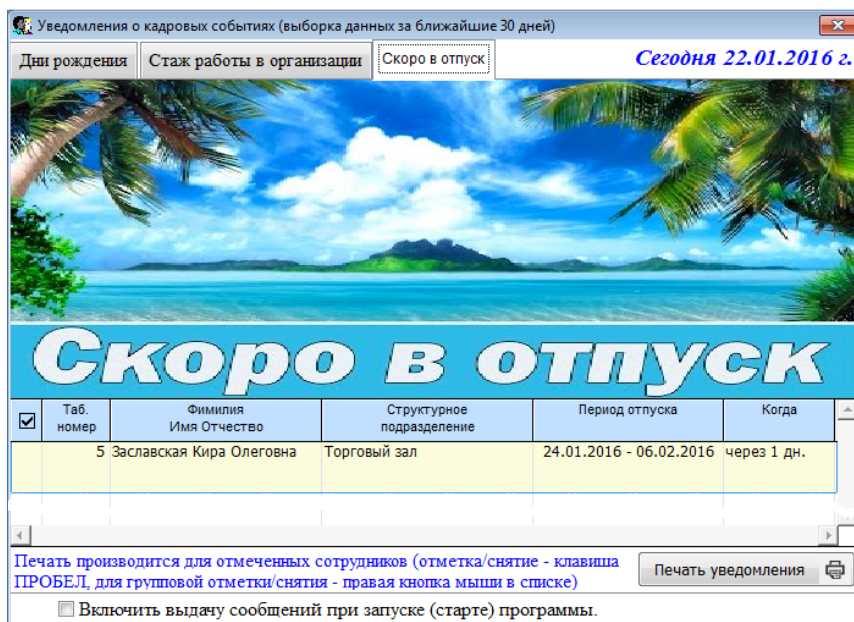 Уведомления о кадровых событиях (выборка данных за ближайшие 30 дней)
Дни рождения Стаж работы в организации Скоро в отпуск Сегодня 22.01.2016 г.
Скоро в отпуск
Таб. номер Фимилия Имя Отчество Структурное подразделение Период отпуска Когда
5 Заславская Кира Олеговна Торговый зал 24.01.2016 - 06.02.2016 через 1 дн.
Печать производится для отмеченных сотрудников (отметка/снятие - клавиша
ПРОБЕЛ, для групповой отметки/снятия - правая кнопка мыши в списке)
Печать уведомления
Включить выдачу сообщений при запуске (старте) программы.